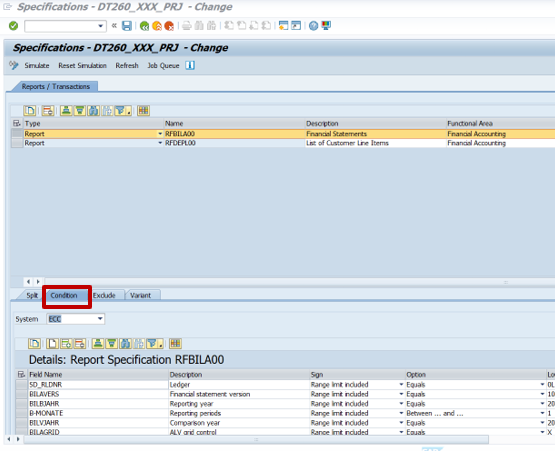 Specifications - DT260_XXX_PRJ - Change
Specifications - DT260_XXX_PRJ - Change
Simulate Reset Simulation Refresh Job Queue
Reports / Transactions
Type Name Description Functional Area
Report RFBILA00 Financial Statements Financial Accounting
Report RFDEPL00 List of Customer Line Items Financial Accounting
Split Condition Exclude Variant
System ECC
Details: Report Specification RFBILA00
Field Name Description Sign Option Lo
SD_RLDNR Ledger Range limit included Equals 0L
BILAVERS Financial statement version Range limit included Equals 10
BILBJAHR Reporting year Range limit included Equals 20
B-MONATE Reporting periods Range limit included Between ... and ... 1
BILVJAHR Comparison year Range limit included Equals 20
BILAGRID ALV grid control Range limit included Equals X